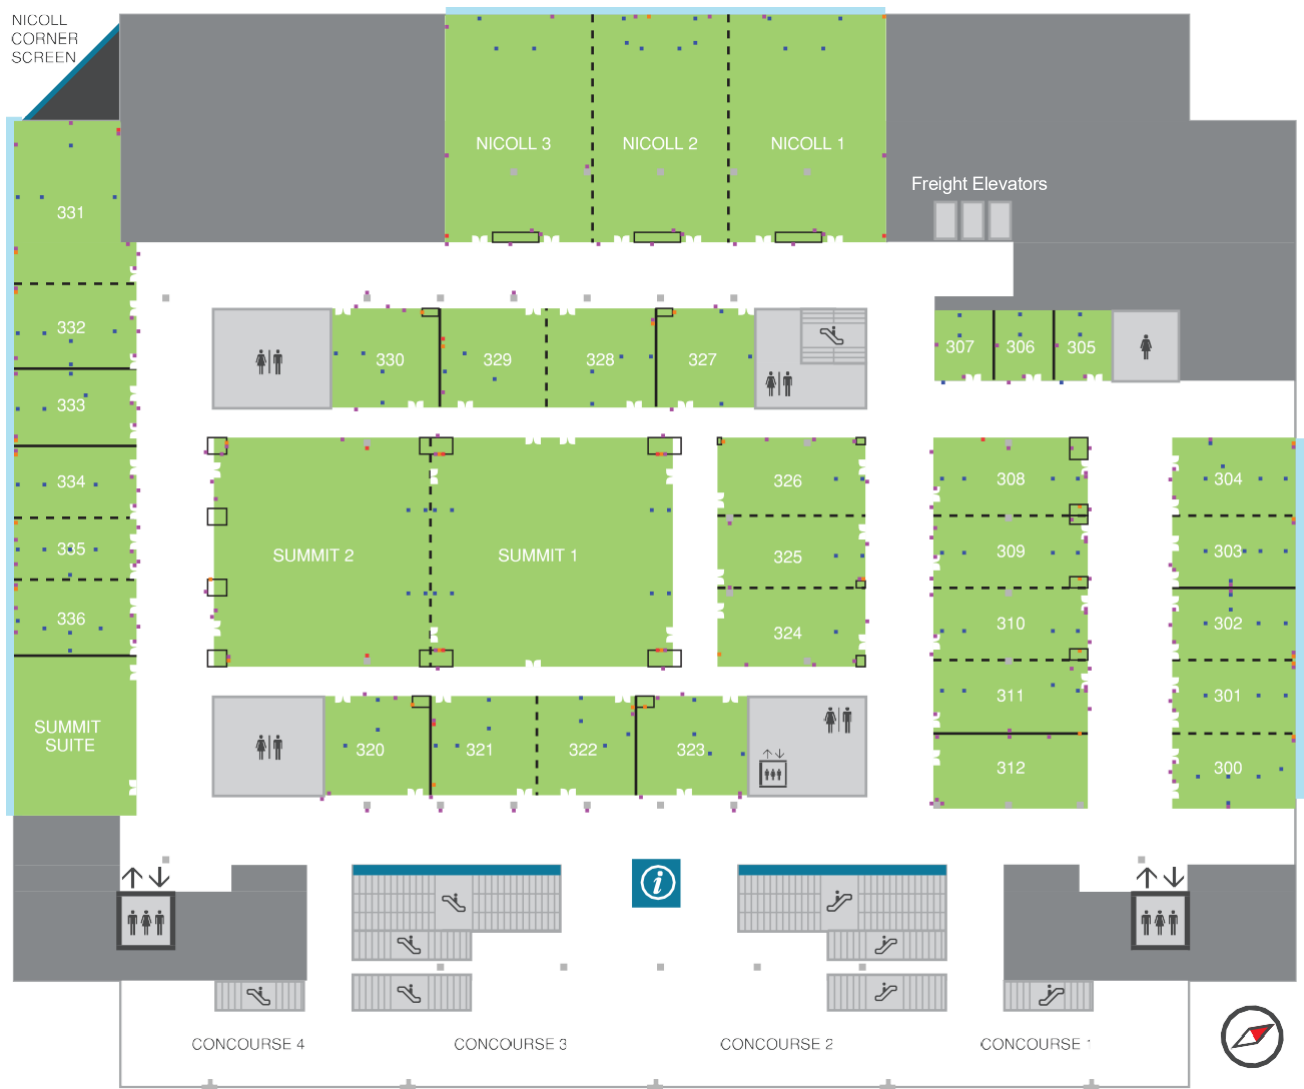 NICOLL
CORNER
SCREEN
NICOLL 3
NICOLL 2
NICOLL 1
Freight Elevators
331
332
333
334
335
336
SUMMIT
SUITE
330
329
328
327
307
306
305
SUMMIT 2
SUMMIT 1
326
325
324
308
309
310
311
312
304
303
302
301
300
320
321
322
323
i
CONCOURSE 4
CONCOURSE 3
CONCOURSE 2
CONCOURSE 1